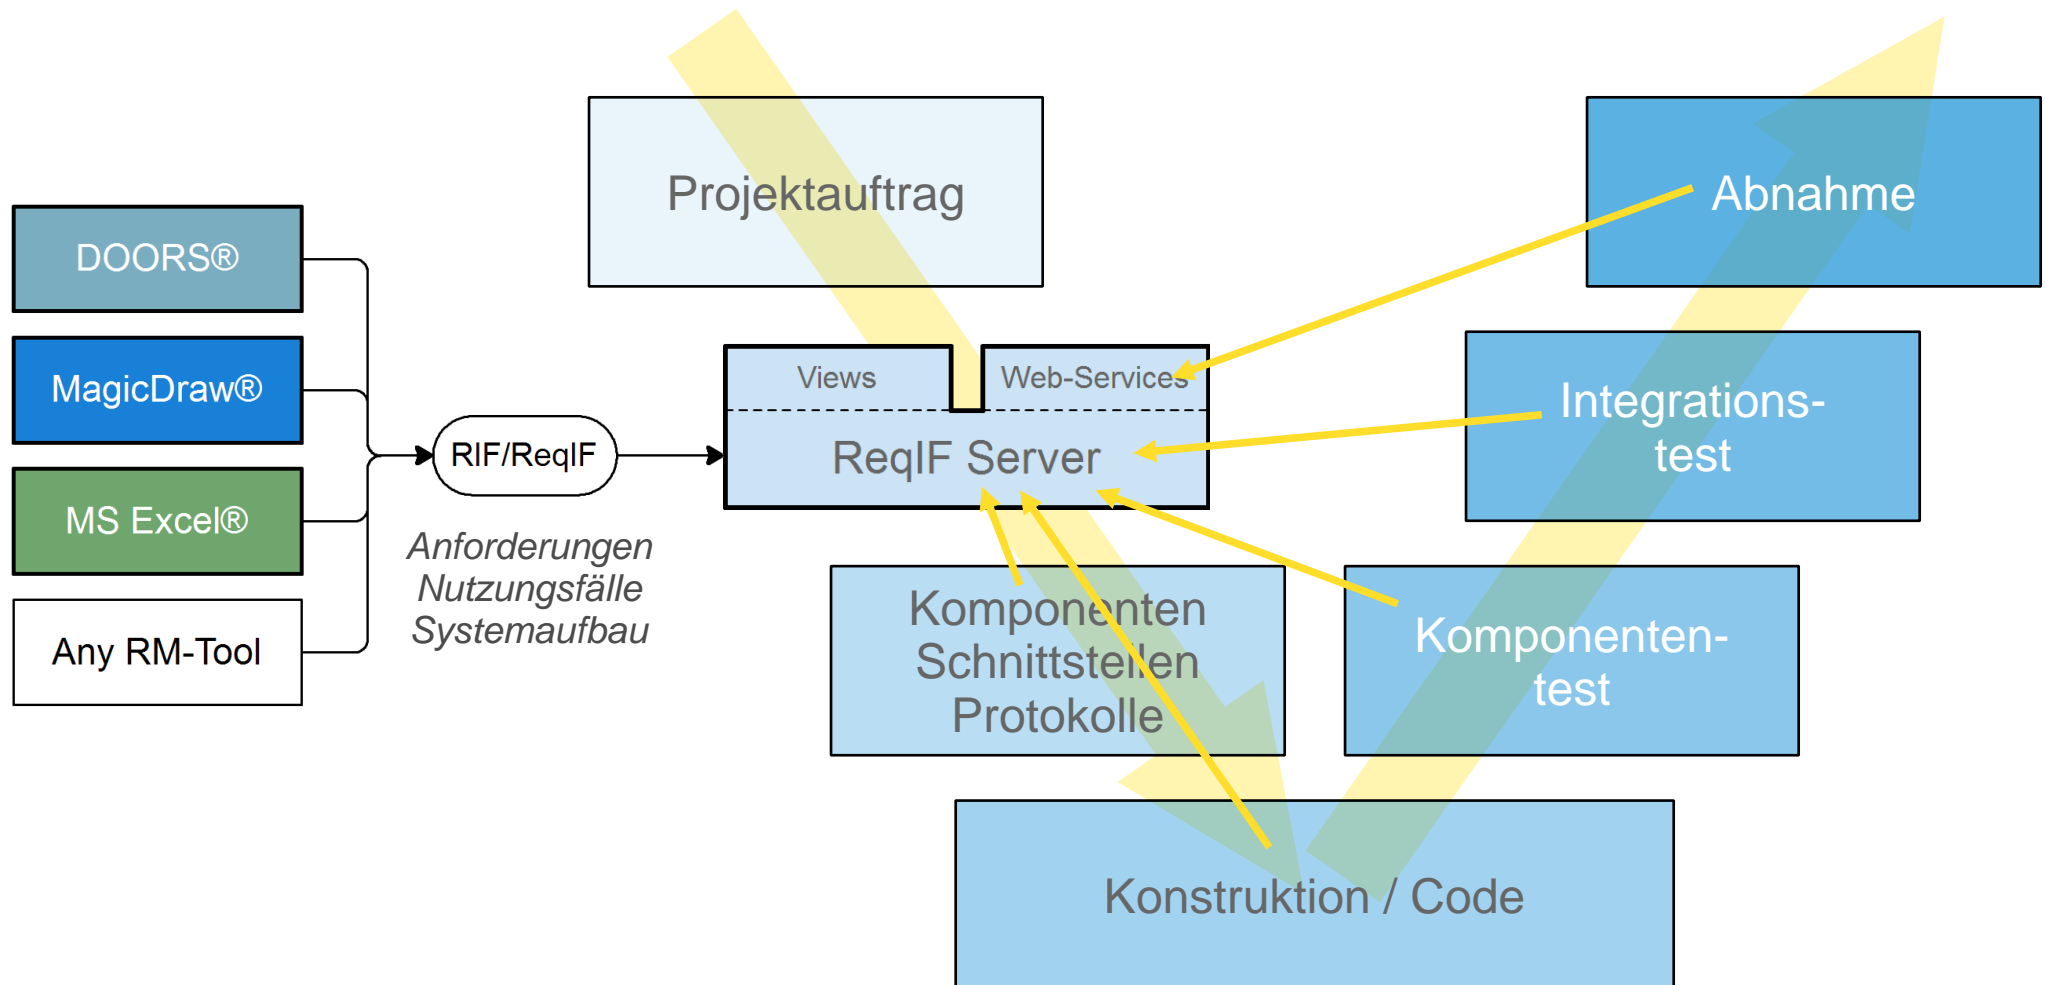 Projektauftrag
Abnahme
DOORS®
MagicDraw®
MS Excel®
Any RM-Tool
RIF/ReqIF
Anforderungen
Nutzungsfälle
Systemaufbau
Views
Web-Services
ReqIF Server
Integrations-
test
Komponenten
Schnittstellen
Protokolle
Komponenten-
test
Konstruktion / Code